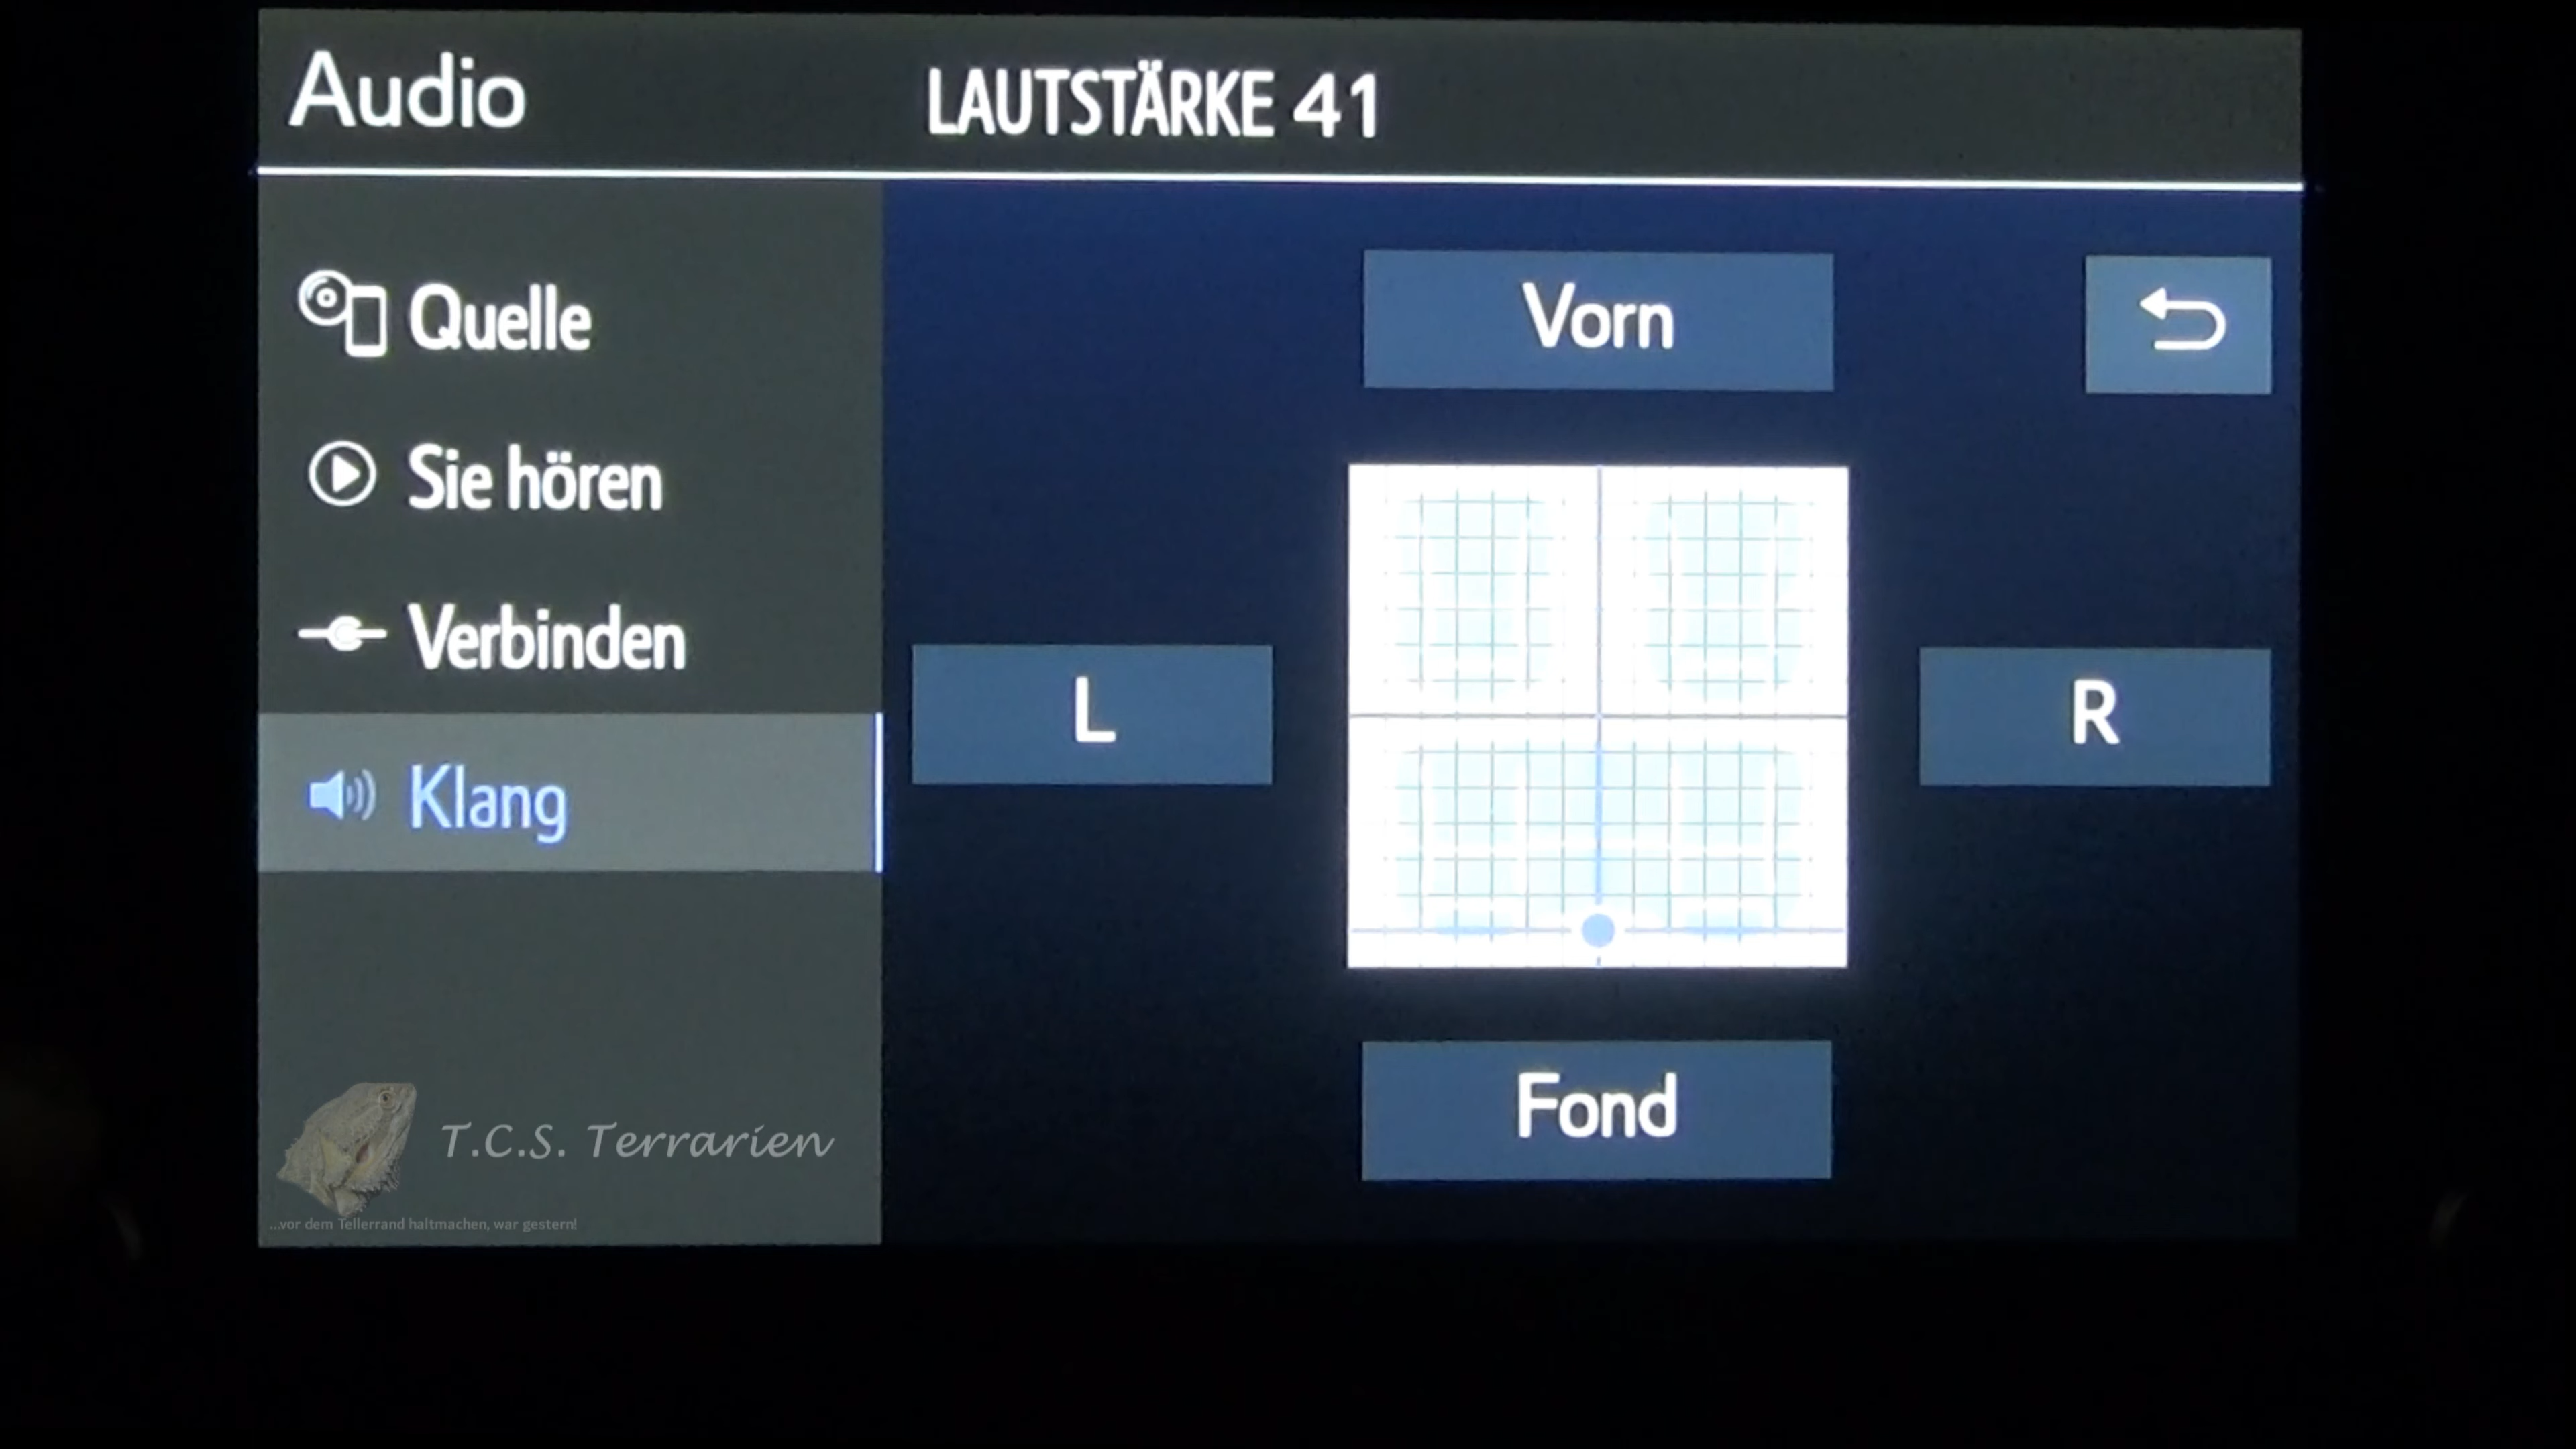 Audio
LAUTSTÄRKE 41
Quelle
Sie hören
Verbinden
Klang
Vorn
L
R
Fond
T.C.S. Terrarien
...vor dem Tellerrand haltmachen, war gestern!